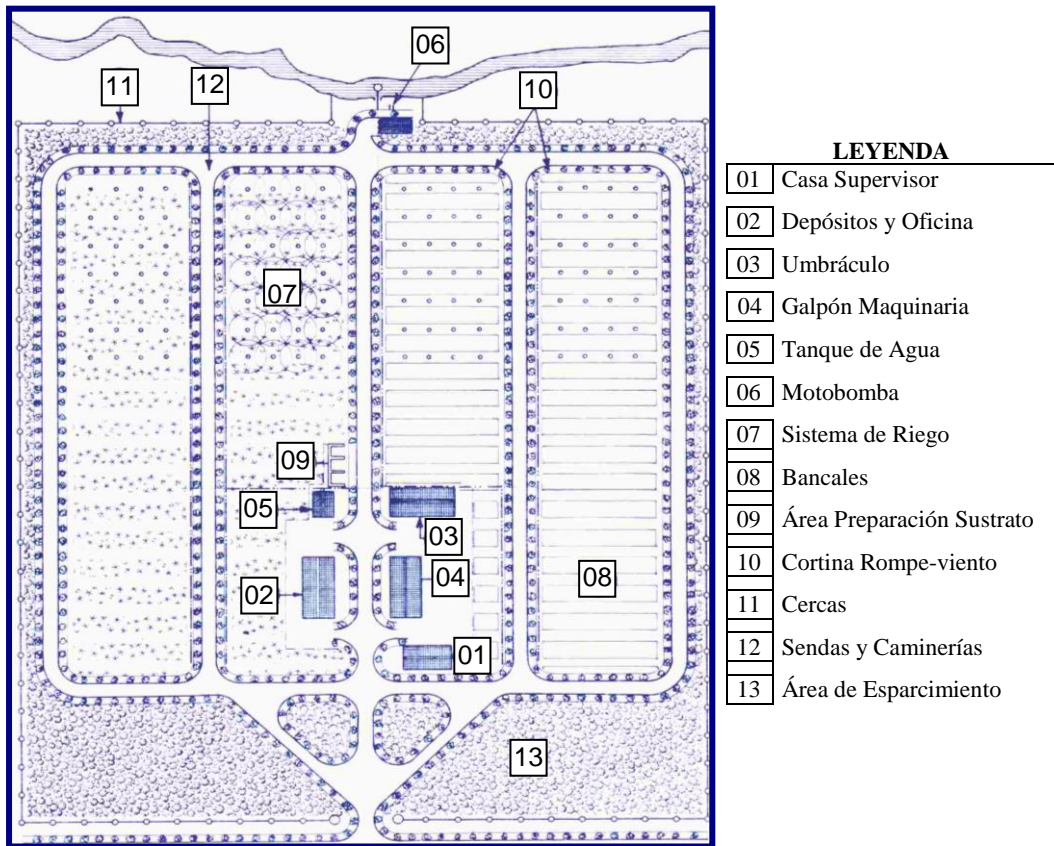 06
11
12
10
07
09
05
03
02
04
08
01
13
LEYENDA
01 Casa Supervisor
02 Depósitos y Oficina
03 Umbráculo
04 Galpón Maquinaria
05 Tanque de Agua
06 Motobomba
07 Sistema de Riego
08 Bancales
09 Área Preparación Sustrato
10 Cortina Rompe-viento
11 Cercas
12 Sendas y Caminerías
13 Área de Esparcimiento